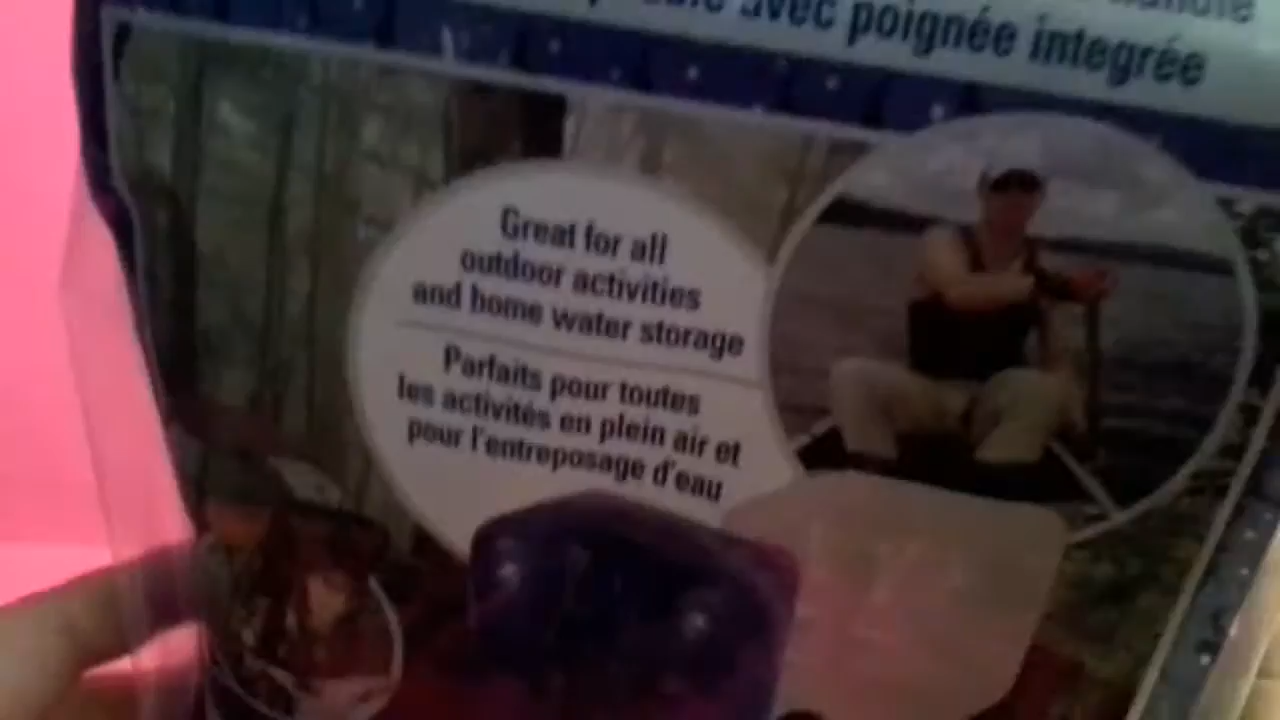 avec poignée integrée
Great for all
outdoor activities
and home water storage
Parfaits pour toutes
les activités en plein air et
pour l'entreposage d'eau